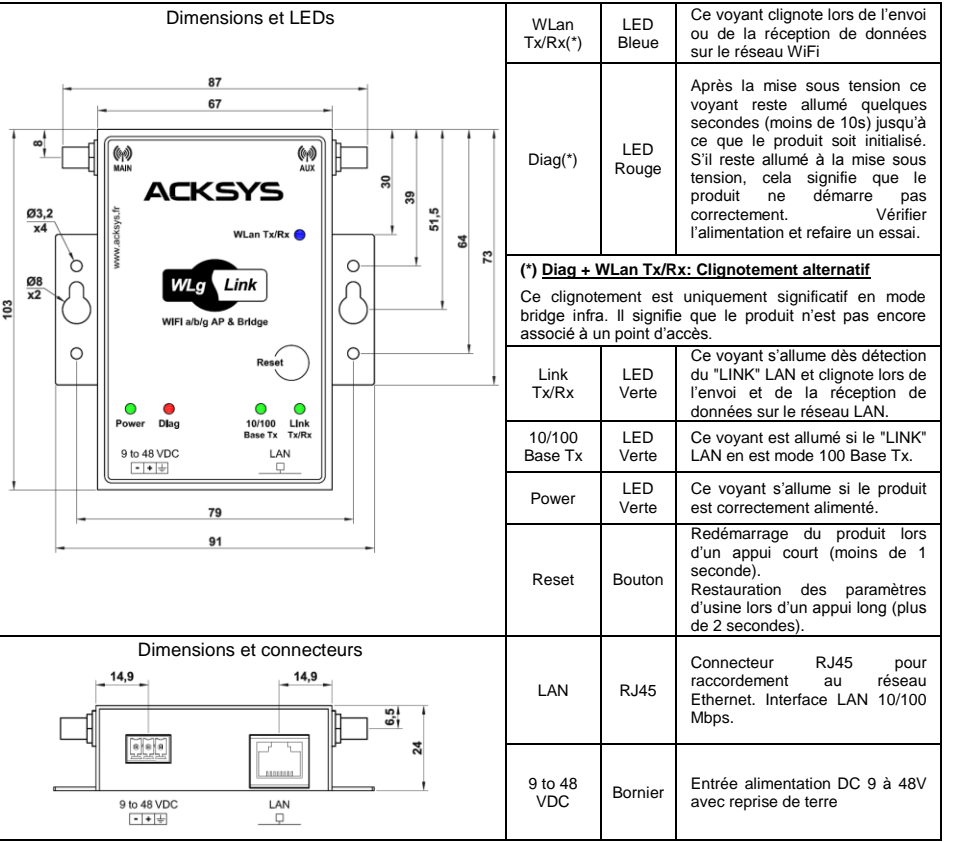 Dimensions et LEDs
87
67
8
MAIN
AUX
ACKSYS
www.acksys.fr
WLan Tx/Rx
30
39
51,5
64
73
Ø3,2
x4
Ø8
x2
103
WLg Link
WIFI a/b/g AP & Bridge
Reset
Power
Diag
10/100
Base Tx
Link
Tx/Rx
9 to 48 VDC
- +
LAN
79
91
Dimensions et connecteurs
14,9
14,9
6,5
24
9 to 48 VDC
- +
LAN
WLan
Tx/Rx(*)
LED
Bleue
Ce voyant clignote lors de l’envoi
ou de la réception de données
sur le réseau WiFi
Diag(*)
LED
Rouge
Après la mise sous tension ce
voyant reste allumé quelques
secondes (moins de 10s) jusqu’à
ce que le produit soit initialisé.
S’il reste allumé à la mise sous
tension, cela signifie que le
produit ne démarre pas
correctement. Vérifier
l’alimentation et refaire un essai.
(*) Diag + WLan Tx/Rx: Clignotement alternatif
Ce clignotement est uniquement significatif en mode
bridge infra. Il signifie que le produit n’est pas encore
associé à un point d’accès.
Link
Tx/Rx
LED
Verte
Ce voyant s’allume dès détection
du "LINK" LAN et clignote lors de
l’envoi et de la réception de
données sur le réseau LAN.
10/100
Base Tx
LED
Verte
Ce voyant est allumé si le "LINK"
LAN en est mode 100 Base Tx.
Power
LED
Verte
Ce voyant s’allume si le produit
est correctement alimenté.
Reset
Bouton
Redémarrage du produit lors
d’un appui court (moins de 1
seconde).
Restauration des paramètres
d’usine lors d’un appui long (plus
de 2 secondes).
LAN
RJ45
Connecteur RJ45 pour
raccordement au réseau
Ethernet. Interface LAN 10/100
Mbps.
9 to 48
VDC
Bornier
Entrée alimentation DC 9 à 48V
avec reprise de terre